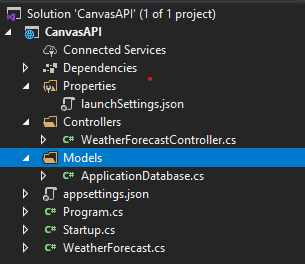 Solution 'CanvasAPI' (1 of 1 project)
CanvasAPI
Connected Services
Dependencies
Properties
launchSettings.json
Controllers
C# WeatherForecastController.cs
Models
C# ApplicationDatabase.cs
appsettings.json
C# Program.cs
C# Startup.cs
C# WeatherForecast.cs